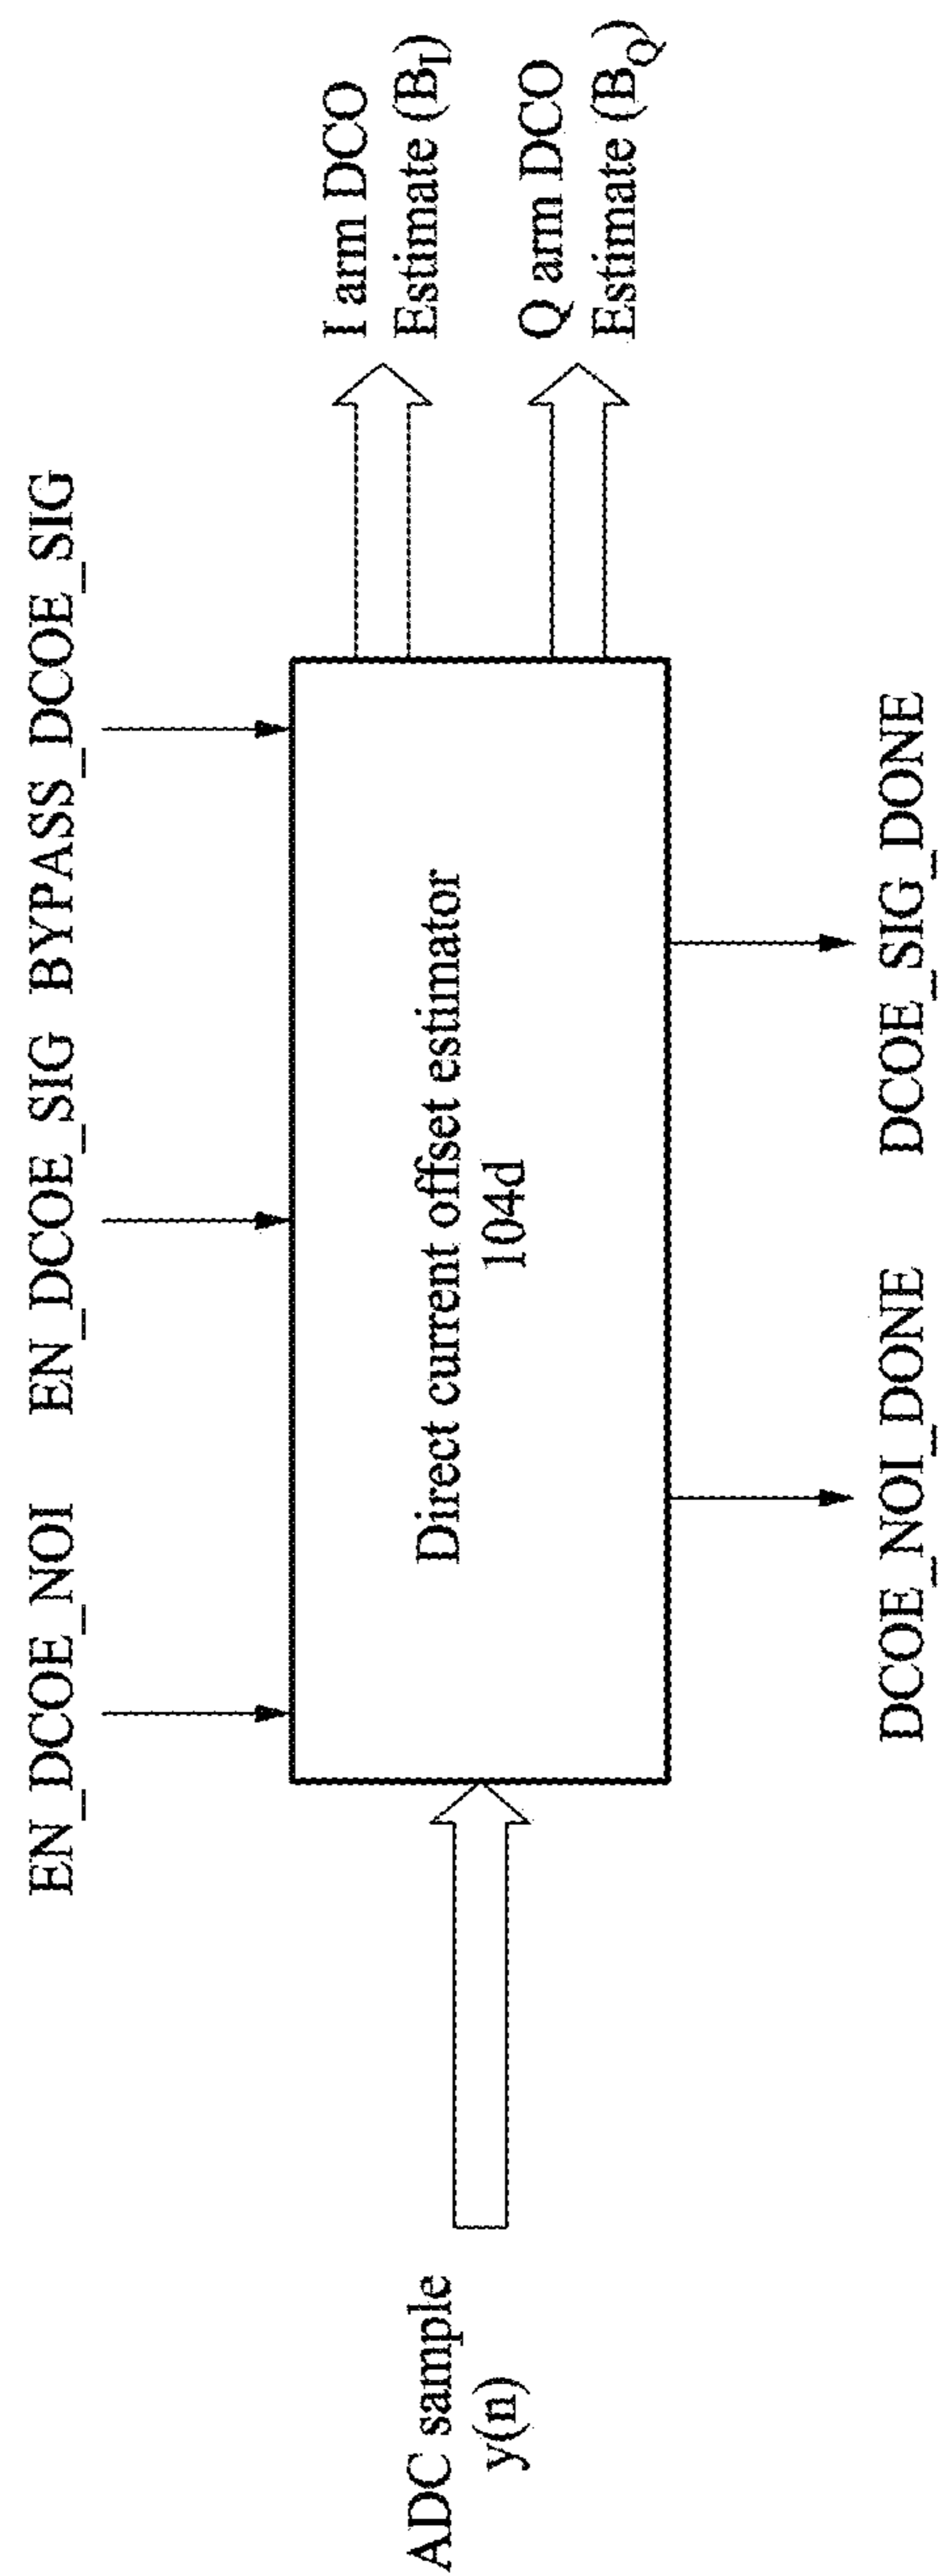 EN_DCOE_NOI
EN_DCOE_SIG
BYPASS_DCOE_SIG
ADC sample
y(n)
Direct current offset estimator
104d
I arm DCO
Estimate (B_I)
Q arm DCO
Estimate (B_Q)
DCOE_NOI_DONE
DCOE_SIG_DONE